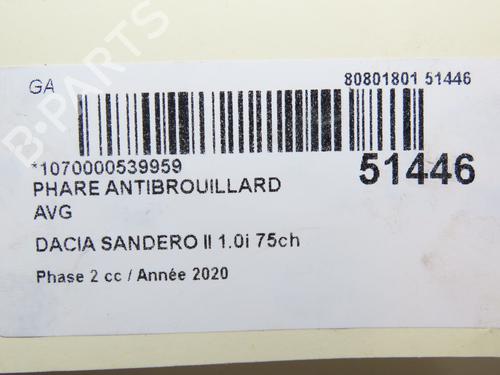 GA
80801801 51446
*1070000539959
51446
PHARE ANTIBROUILLARD
AVG
DACIA SANDERO II 1.0i 75ch
Phase 2 cc / Année 2020
B-PARTS